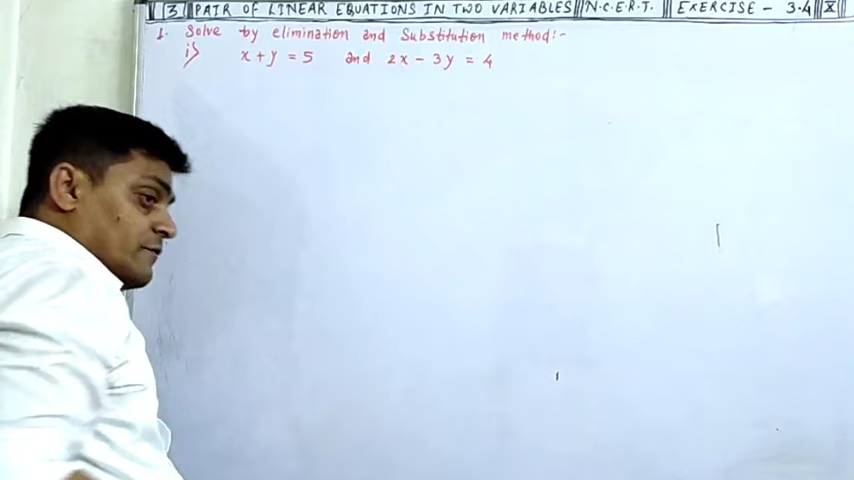 3 PAIR OF LINEAR EQUATIONS IN TWO VARIABLES N.C.E.R.T. EXERCISE - 3.4 X
1. Solve by elimination and Substitution method:-
i> x + y = 5 and 2x - 3y = 4